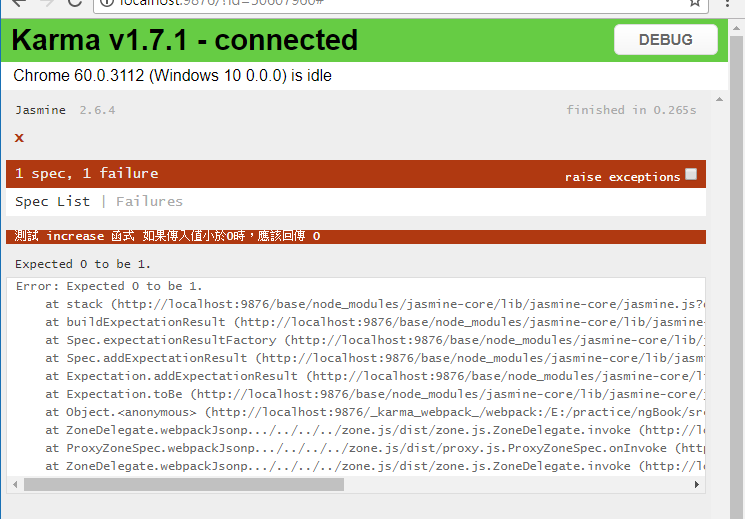 localhost:9876/?id=50607960#
Karma v1.7.1 - connected
DEBUG
Chrome 60.0.3112 (Windows 10 0.0.0) is idle
Jasmine 2.6.4
finished in 0.265s
x
1 spec, 1 failure
raise exceptions
Spec List | Failures
測試 increase 函式 如果傳入值小於0時，應該回傳 0
Expected 0 to be 1.
Error: Expected 0 to be 1.
at stack (http://localhost:9876/base/node_modules/jasmine-core/lib/jasmine-core/jasmine.js?
at buildExpectationResult (http://localhost:9876/base/node_modules/jasmine-core/lib/jasmine-
at Spec.expectationResultFactory (http://localhost:9876/base/node_modules/jasmine-core/lib/
at Spec.addExpectationResult (http://localhost:9876/base/node_modules/jasmine-core/lib/jasm
at Expectation.addExpectationResult (http://localhost:9876/base/node_modules/jasmine-core/li
at Expectation.toBe (http://localhost:9876/base/node_modules/jasmine-core/lib/jasmine-core/
at Object.<anonymous> (http://localhost:9876/_karma_webpack_/webpack:/E:/practice/ngBook/src
at ZoneDelegate.webpackJsonp.../../../../zone.js/dist/zone.js.ZoneDelegate.invoke (http://lo
at ProxyZoneSpec.webpackJsonp.../../../../zone.js/dist/proxy.js.ProxyZoneSpec.onInvoke (http
at ZoneDelegate.webpackJsonp.../../../../zone.js/dist/zone.js.ZoneDelegate.invoke (http://lo